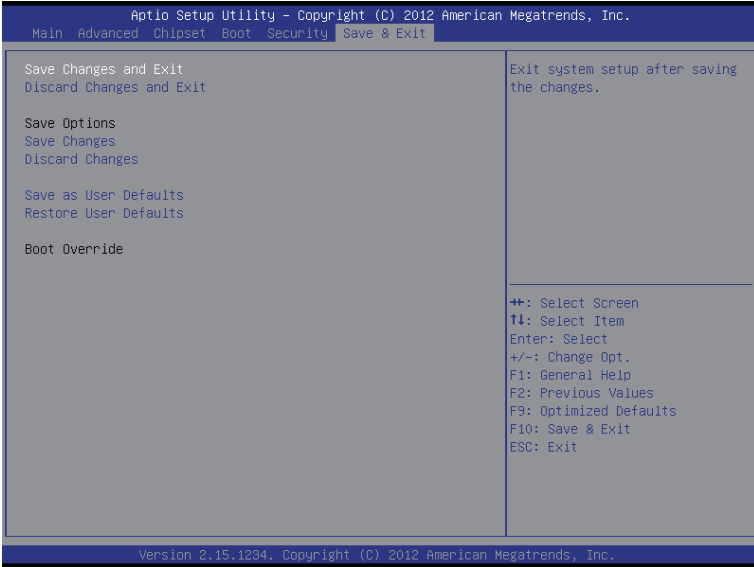 Aptio Setup Utility – Copyright (C) 2012 American Megatrends, Inc.
Main Advanced Chipset Boot Security Save & Exit
Save Changes and Exit
Discard Changes and Exit
Save Options
Save Changes
Discard Changes
Save as User Defaults
Restore User Defaults
Boot Override
Exit system setup after saving
the changes.
→←: Select Screen
↑↓: Select Item
Enter: Select
+/-: Change Opt.
F1: General Help
F2: Previous Values
F9: Optimized Defaults
F10: Save & Exit
ESC: Exit
Version 2.15.1234. Copyright (C) 2012 American Megatrends, Inc.